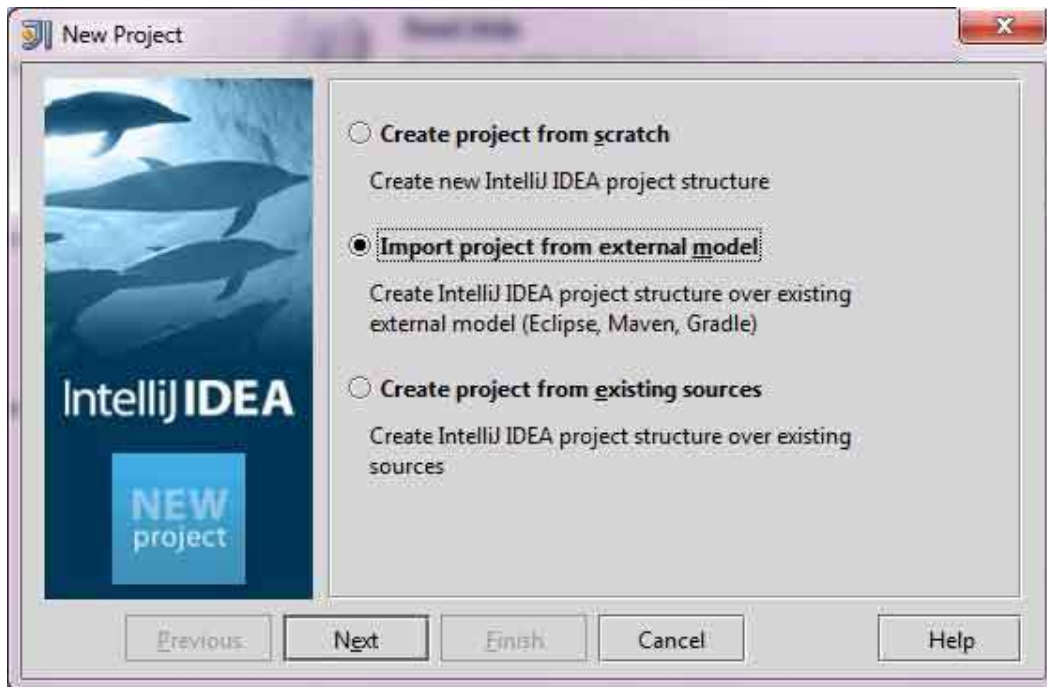 New Project
Create project from scratch
Create new IntelliJ IDEA project structure
Import project from external model
Create IntelliJ IDEA project structure over existing
external model (Eclipse, Maven, Gradle)
Create project from existing sources
Create IntelliJ IDEA project structure over existing
sources
IntelliJ IDEA
NEW
project
Previous
Next
Finish
Cancel
Help